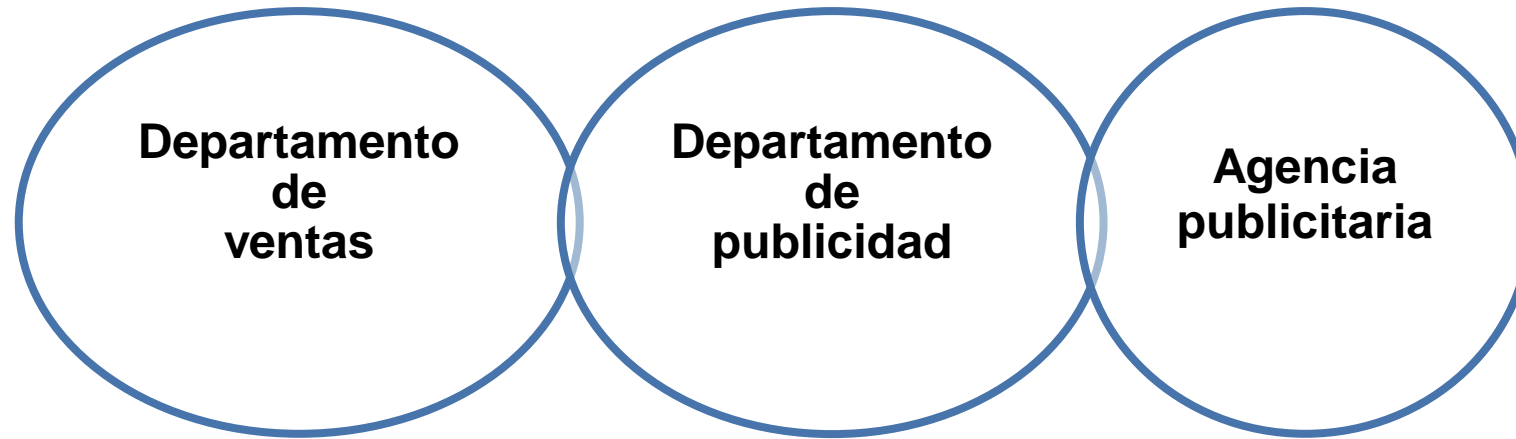 Departamento
de
ventas
Departamento
de
publicidad
Agencia
publicitaria